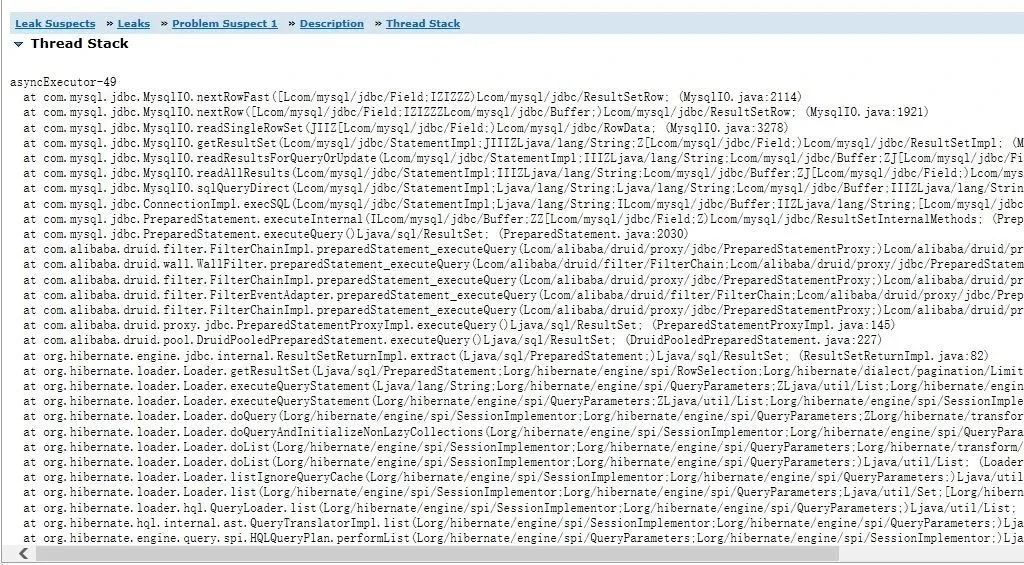 Leak Suspects » Leaks » Problem Suspect 1 » Description » Thread Stack
Thread Stack
asyncExecutor-49
at com.mysql.jdbc.MysqlIO.nextRowFast([Lcom/mysql/jdbc/Field;IZIZZZ)Lcom/mysql/jdbc/ResultSetRow; (MysqlIO.java:2114)
at com.mysql.jdbc.MysqlIO.nextRow([Lcom/mysql/jdbc/Field;IZIZZZLcom/mysql/jdbc/Buffer;)Lcom/mysql/jdbc/ResultSetRow; (MysqlIO.java:1921)
at com.mysql.jdbc.MysqlIO.readSingleRowSet(JIIZ[Lcom/mysql/jdbc/Field;)Lcom/mysql/jdbc/RowData; (MysqlIO.java:3278)
at com.mysql.jdbc.MysqlIO.getResultSet(Lcom/mysql/jdbc/StatementImpl;JIIIZLjava/lang/String;Z[Lcom/mysql/jdbc/Field;)Lcom/mysql/jdbc/ResultSetImpl; (M
at com.mysql.jdbc.MysqlIO.readResultsForQueryOrUpdate(Lcom/mysql/jdbc/StatementImpl;IIIZLjava/lang/String;Lcom/mysql/jdbc/Buffer;ZJ[Lcom/mysql/jdbc/Fi
at com.mysql.jdbc.MysqlIO.readAllResults(Lcom/mysql/jdbc/StatementImpl;IIIZLjava/lang/String;Lcom/mysql/jdbc/Buffer;ZJ[Lcom/mysql/jdbc/Field;)Lcom/mys
at com.mysql.jdbc.MysqlIO.sqlQueryDirect(Lcom/mysql/jdbc/StatementImpl;Ljava/lang/String;Ljava/lang/String;Lcom/mysql/jdbc/Buffer;IIIZLjava/lang/Strin
at com.mysql.jdbc.ConnectionImpl.execSQL(Lcom/mysql/jdbc/StatementImpl;Ljava/lang/String;ILcom/mysql/jdbc/Buffer;IIZLjava/lang/String;[Lcom/mysql/jdbc
at com.mysql.jdbc.PreparedStatement.executeInternal(ILcom/mysql/jdbc/Buffer;ZZ[Lcom/mysql/jdbc/Field;Z)Lcom/mysql/jdbc/ResultSetInternalMethods; (Prep
at com.mysql.jdbc.PreparedStatement.executeQuery()Ljava/sql/ResultSet; (PreparedStatement.java:2030)
at com.alibaba.druid.filter.FilterChainImpl.preparedStatement_executeQuery(Lcom/alibaba/druid/proxy/jdbc/PreparedStatementProxy;)Lcom/alibaba/druid/pr
at com.alibaba.druid.wall.WallFilter.preparedStatement_executeQuery(Lcom/alibaba/druid/filter/FilterChain;Lcom/alibaba/druid/proxy/jdbc/PreparedStatem
at com.alibaba.druid.filter.FilterChainImpl.preparedStatement_executeQuery(Lcom/alibaba/druid/proxy/jdbc/PreparedStatementProxy;)Lcom/alibaba/druid/pr
at com.alibaba.druid.filter.FilterEventAdapter.preparedStatement_executeQuery(Lcom/alibaba/druid/filter/FilterChain;Lcom/alibaba/druid/proxy/jdbc/Prep
at com.alibaba.druid.filter.FilterChainImpl.preparedStatement_executeQuery(Lcom/alibaba/druid/proxy/jdbc/PreparedStatementProxy;)Lcom/alibaba/druid/pr
at com.alibaba.druid.proxy.jdbc.PreparedStatementProxyImpl.executeQuery()Ljava/sql/ResultSet; (PreparedStatementProxyImpl.java:145)
at com.alibaba.druid.pool.DruidPooledPreparedStatement.executeQuery()Ljava/sql/ResultSet; (DruidPooledPreparedStatement.java:227)
at org.hibernate.engine.jdbc.internal.ResultSetReturnImpl.extract(Ljava/sql/PreparedStatement;)Ljava/sql/ResultSet; (ResultSetReturnImpl.java:82)
at org.hibernate.loader.Loader.getResultSet(Ljava/sql/PreparedStatement;Lorg/hibernate/engine/spi/RowSelection;Lorg/hibernate/dialect/pagination/Limit
at org.hibernate.loader.Loader.executeQueryStatement(Ljava/lang/String;Lorg/hibernate/engine/spi/QueryParameters;ZLjava/util/List;Lorg/hibernate/engin
at org.hibernate.loader.Loader.executeQueryStatement(Lorg/hibernate/engine/spi/QueryParameters;ZLjava/util/List;Lorg/hibernate/engine/spi/SessionImple
at org.hibernate.loader.Loader.doQuery(Lorg/hibernate/engine/spi/SessionImplementor;Lorg/hibernate/engine/spi/QueryParameters;ZLorg/hibernate/transfor
at org.hibernate.loader.Loader.doQueryAndInitializeNonLazyCollections(Lorg/hibernate/engine/spi/SessionImplementor;Lorg/hibernate/engine/spi/QueryPara
at org.hibernate.loader.Loader.doList(Lorg/hibernate/engine/spi/SessionImplementor;Lorg/hibernate/engine/spi/QueryParameters;Lorg/hibernate/transform/
at org.hibernate.loader.Loader.doList(Lorg/hibernate/engine/spi/SessionImplementor;Lorg/hibernate/engine/spi/QueryParameters;)Ljava/util/List; (Loader
at org.hibernate.loader.Loader.listIgnoreQueryCache(Lorg/hibernate/engine/spi/SessionImplementor;Lorg/hibernate/engine/spi/QueryParameters;)Ljava/util
at org.hibernate.loader.Loader.list(Lorg/hibernate/engine/spi/SessionImplementor;Lorg/hibernate/engine/spi/QueryParameters;Ljava/util/Set;[Lorg/hibern
at org.hibernate.loader.hql.QueryLoader.list(Lorg/hibernate/engine/spi/SessionImplementor;Lorg/hibernate/engine/spi/QueryParameters;)Ljava/util/List;
at org.hibernate.hql.internal.ast.QueryTranslatorImpl.list(Lorg/hibernate/engine/spi/SessionImplementor;Lorg/hibernate/engine/spi/QueryParameters;)Lja
at org.hibernate.engine.query.spi.HQLQueryPlan.performList(Lorg/hibernate/engine/spi/QueryParameters;Lorg/hibernate/engine/spi/SessionImplementor;)Lja